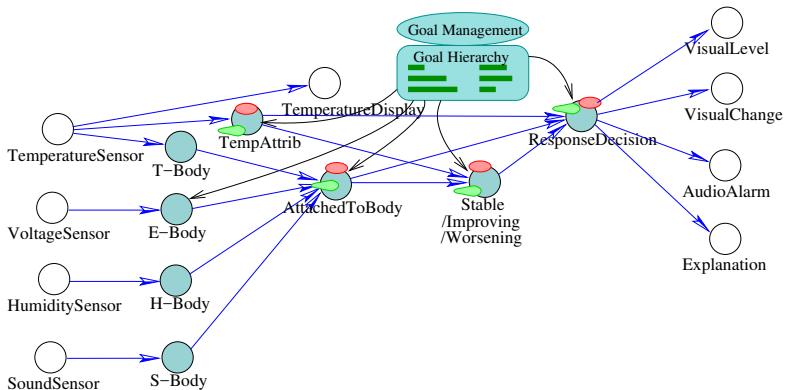 Goal Management
Goal Hierarchy
VisualLevel
TemperatureDisplay
VisualChange
TemperatureSensor
TempAttrib
ResponseDecision
T-Body
AudioAlarm
AttachedToBody
Stable
/Improving
/Worsening
VoltageSensor
E-Body
Explanation
HumiditySensor
H-Body
SoundSensor
S-Body